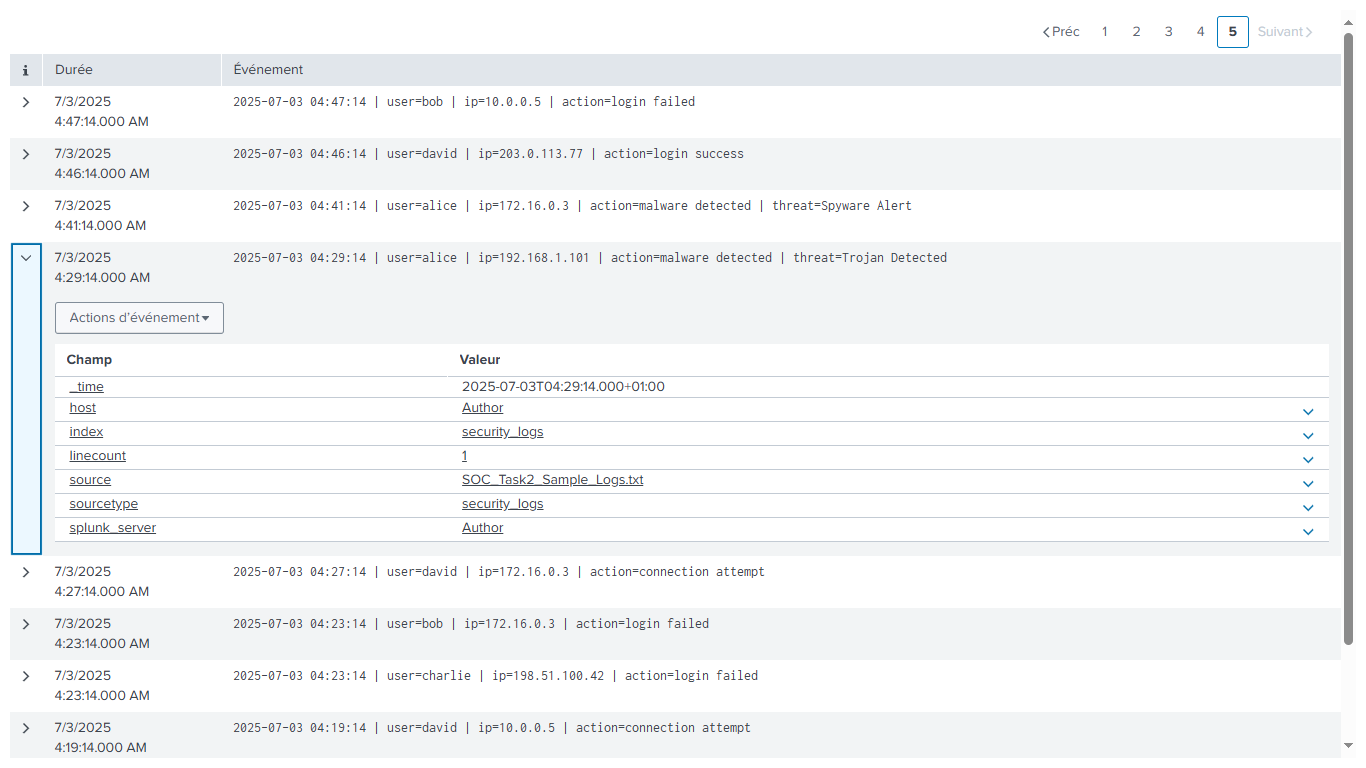 Préc 1 2 3 4 5 Suivant
i Durée Événement
7/3/2025 2025-07-03 04:47:14 | user=bob | ip=10.0.0.5 | action=login failed
4:47:14.000 AM
7/3/2025 2025-07-03 04:46:14 | user=david | ip=203.0.113.77 | action=login success
4:46:14.000 AM
7/3/2025 2025-07-03 04:41:14 | user=alice | ip=172.16.0.3 | action=malware detected | threat=Spyware Alert
4:41:14.000 AM
7/3/2025 2025-07-03 04:29:14 | user=alice | ip=192.168.1.101 | action=malware detected | threat=Trojan Detected
4:29:14.000 AM
Actions d’événement
Champ Valeur
_time 2025-07-03T04:29:14.000+01:00
host Author
index security_logs
linecount 1
source SOC_Task2_Sample_Logs.txt
sourcetype security_logs
splunk_server Author
7/3/2025 2025-07-03 04:27:14 | user=david | ip=172.16.0.3 | action=connection attempt
4:27:14.000 AM
7/3/2025 2025-07-03 04:23:14 | user=bob | ip=172.16.0.3 | action=login failed
4:23:14.000 AM
7/3/2025 2025-07-03 04:23:14 | user=charlie | ip=198.51.100.42 | action=login failed
4:23:14.000 AM
7/3/2025 2025-07-03 04:19:14 | user=david | ip=10.0.0.5 | action=connection attempt
4:19:14.000 AM